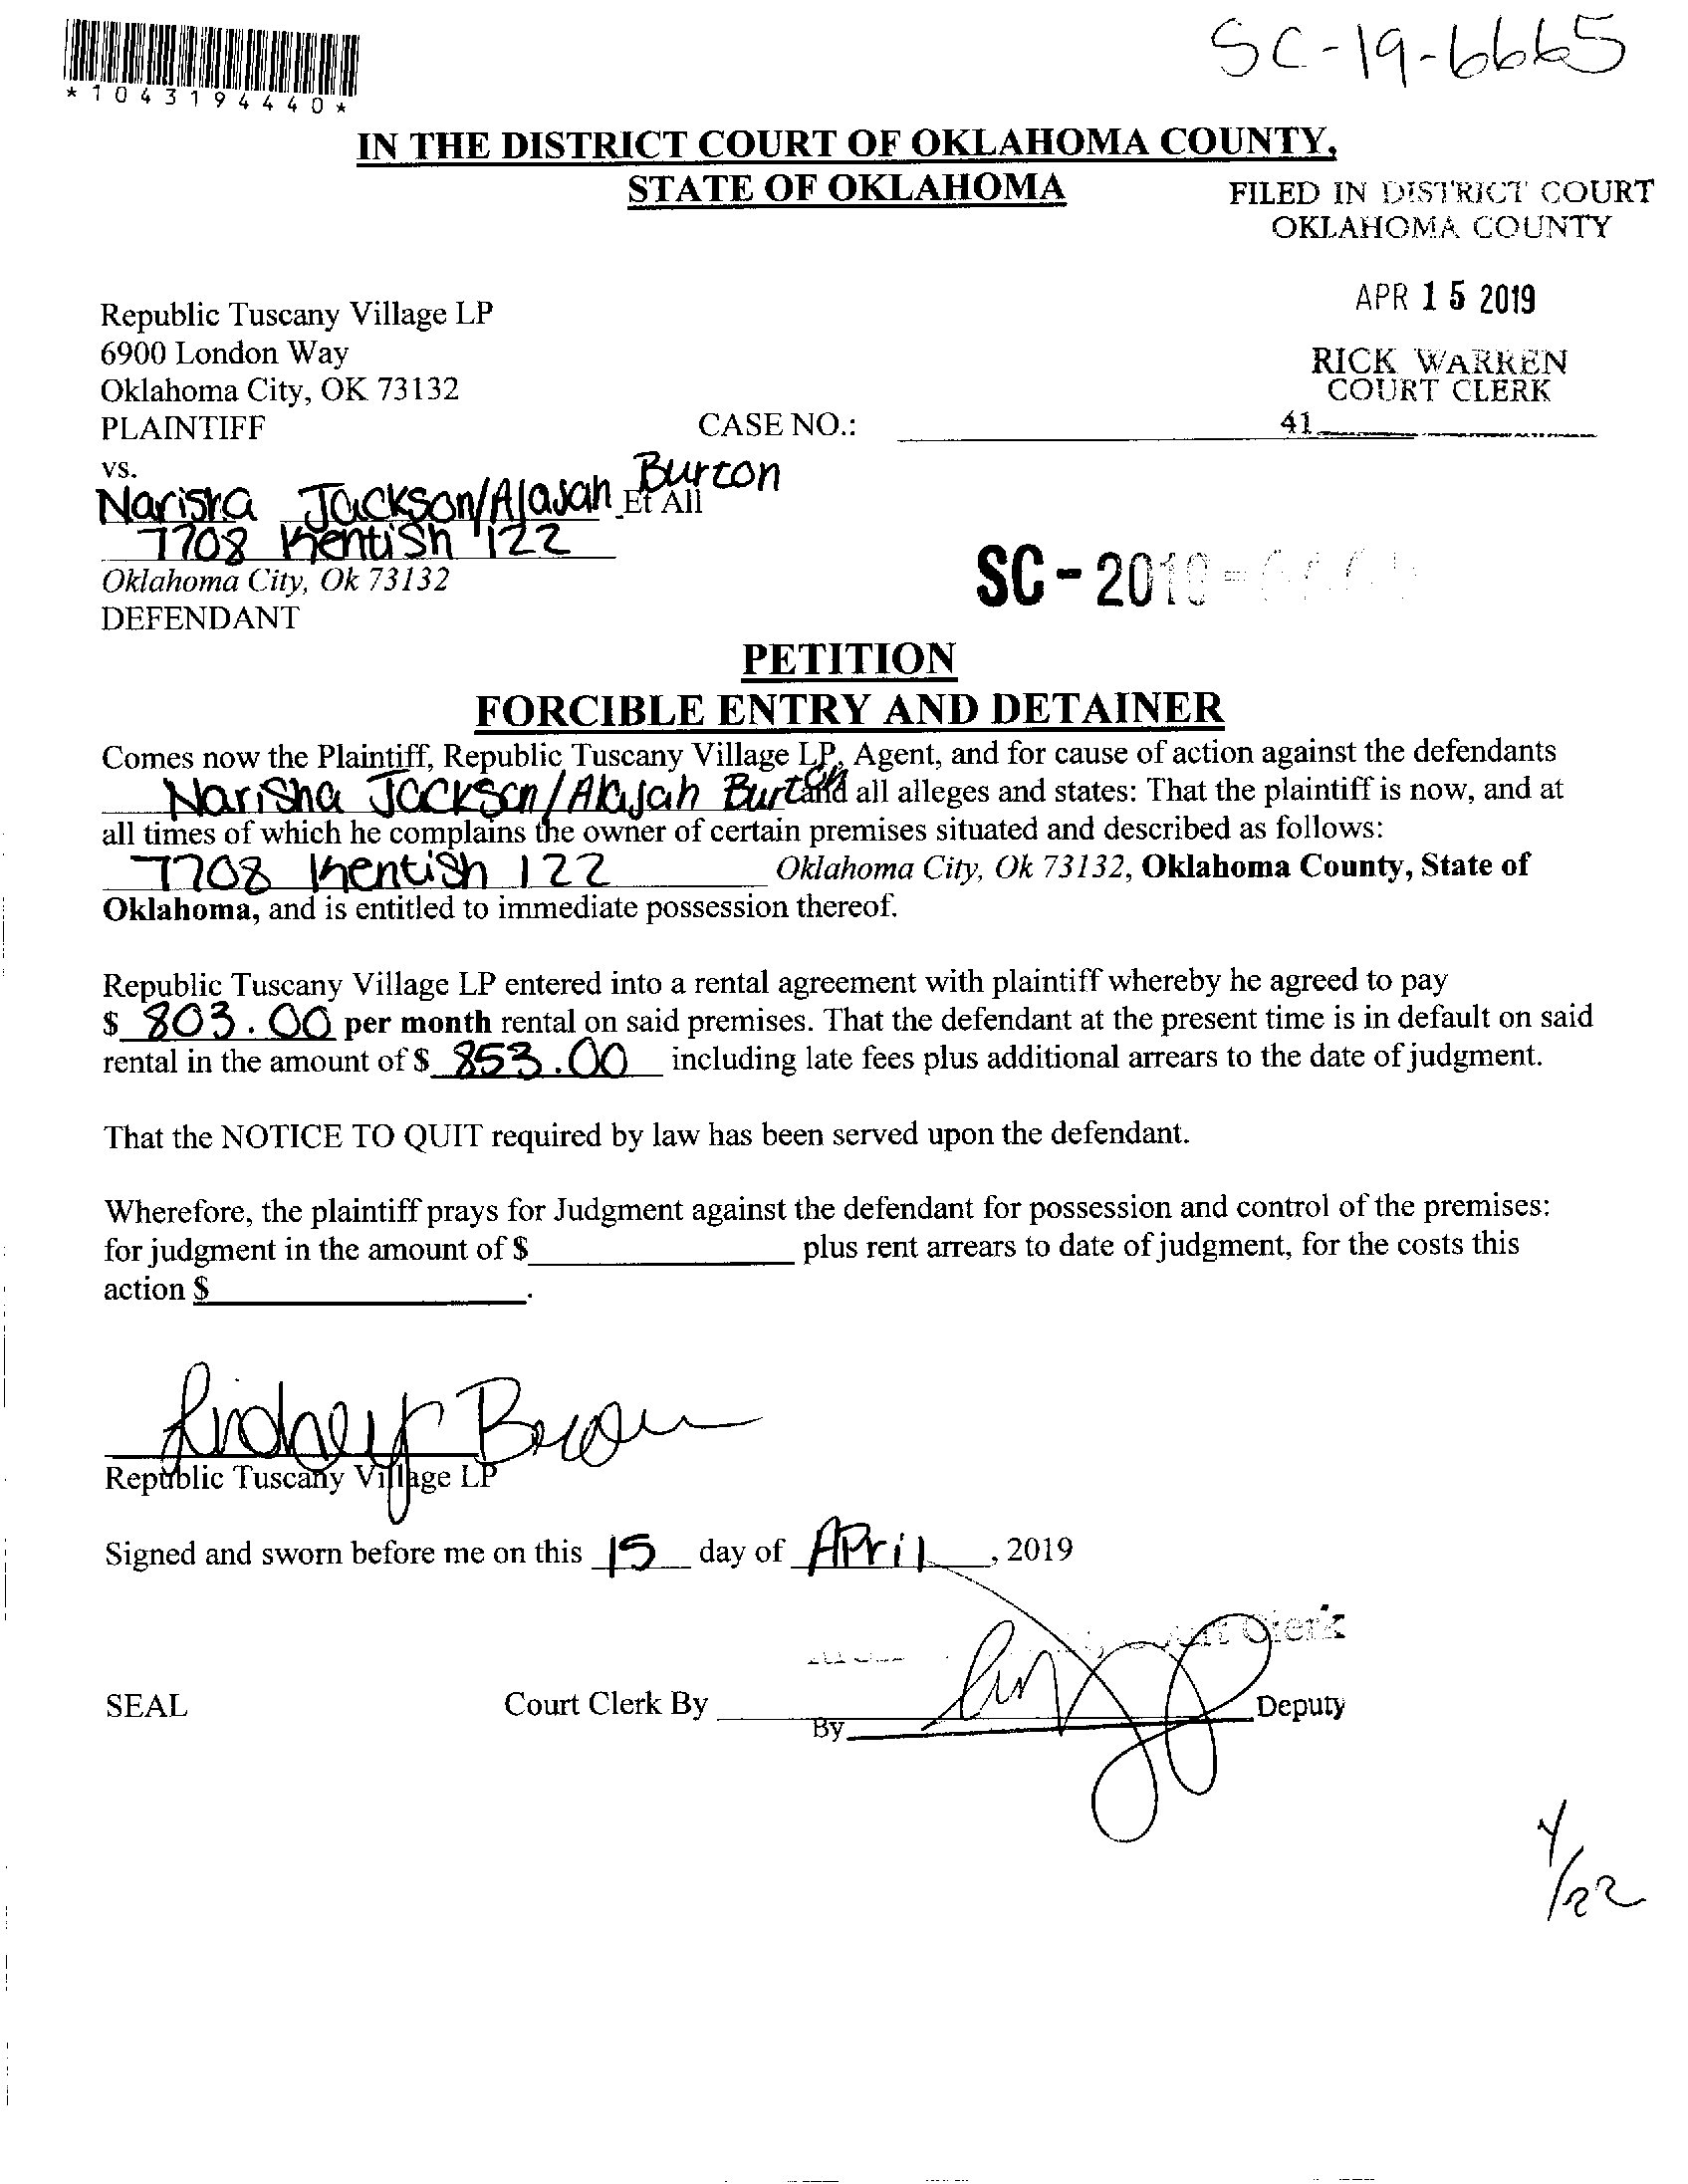 SC-19-6665
*1043194440*
IN THE DISTRICT COURT OF OKLAHOMA COUNTY,
STATE OF OKLAHOMA
FILED IN DISTRICT COURT
OKLAHOMA COUNTY
APR 15 2019
RICK WARREN
COURT CLERK
41
Republic Tuscany Village LP
6900 London Way
Oklahoma City, OK 73132
PLAINTIFF
CASE NO.:
vs.
Narisha Jackson/Alajah Burton Et All
7708 Kentish 122
Oklahoma City, Ok 73132
DEFENDANT
SC-2019-
PETITION
FORCIBLE ENTRY AND DETAINER
Comes now the Plaintiff, Republic Tuscany Village LP, Agent, and for cause of action against the defendants
Narisha Jackson/Alajah Burton and all alleges and states: That the plaintiff is now, and at
all times of which he complains the owner of certain premises situated and described as follows:
7708 Kentish 122 Oklahoma City, Ok 73132, Oklahoma County, State of
Oklahoma, and is entitled to immediate possession thereof.
Republic Tuscany Village LP entered into a rental agreement with plaintiff whereby he agreed to pay
$ 803.00 per month rental on said premises. That the defendant at the present time is in default on said
rental in the amount of $ 853.00 including late fees plus additional arrears to the date of judgment.
That the NOTICE TO QUIT required by law has been served upon the defendant.
Wherefore, the plaintiff prays for Judgment against the defendant for possession and control of the premises:
for judgment in the amount of $ plus rent arrears to date of judgment, for the costs this
action $ .
Republic Tuscany Village LP
Signed and sworn before me on this 15 day of April, 2019
Clerk
SEAL
Court Clerk By
By
Deputy
4/22